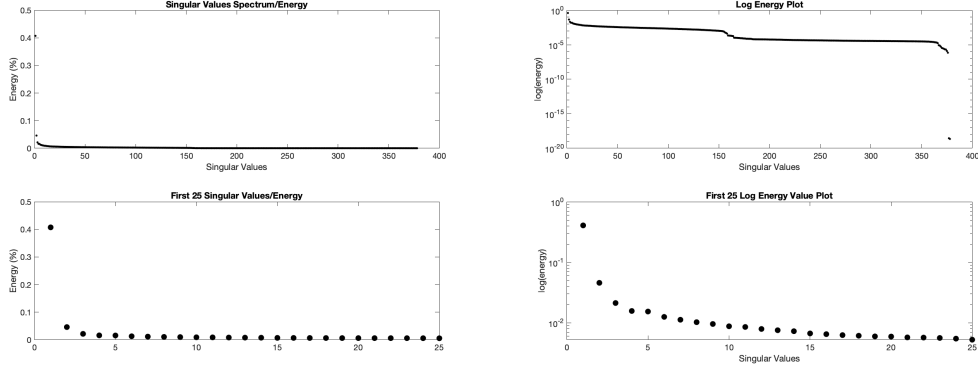 Singular Values Spectrum/Energy
0.5
0.4
0.3
0.2
0.1
0
Energy (%)
0 50 100 150 200 250 300 350 400
Singular Values
Log Energy Plot
10^0
10^-5
10^-10
10^-15
10^-20
log(energy)
0 50 100 150 200 250 300 350 400
Singular Values
First 25 Singular Values/Energy
0.5
0.4
0.3
0.2
0.1
0
Energy (%)
0 5 10 15 20 25
First 25 Log Energy Value Plot
10^0
10^-1
10^-2
log(energy)
0 5 10 15 20 25
Singular Values